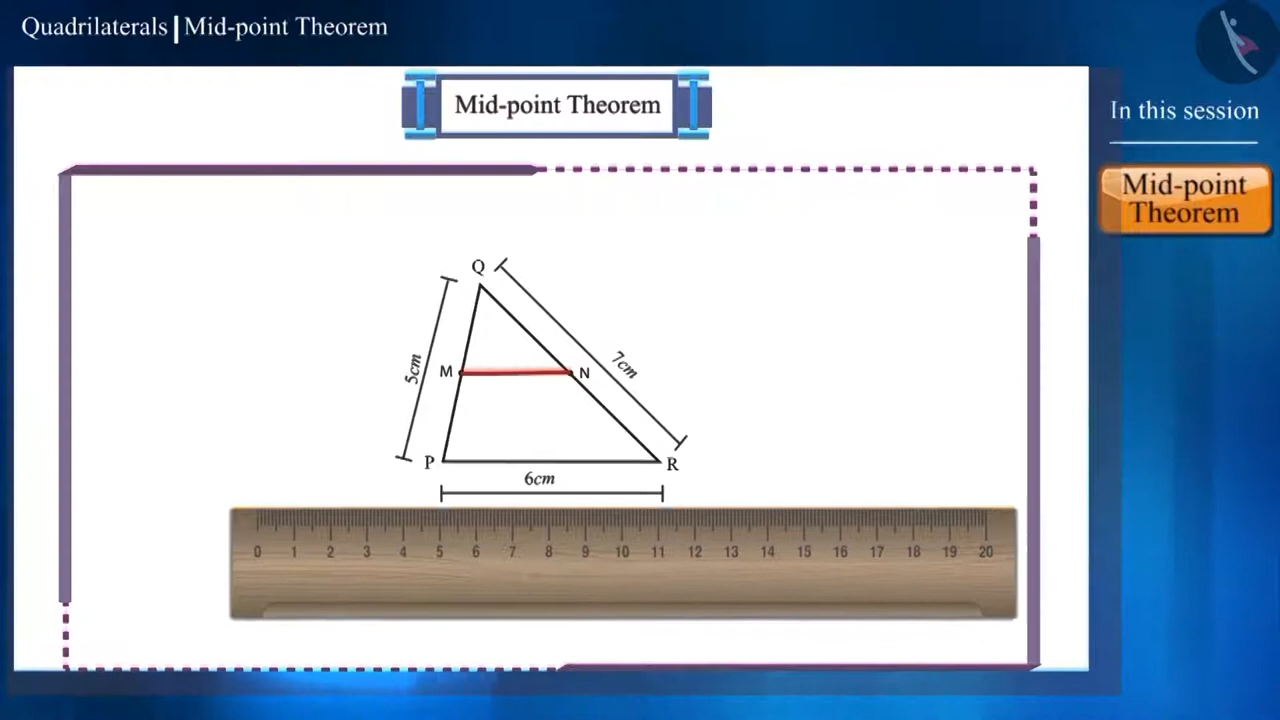 Quadrilaterals | Mid-point Theorem
Mid-point Theorem
In this session
Mid-point
Theorem
Q
5cm
7cm
M
N
P
R
6cm
0 1 2 3 4 5 6 7 8 9 10 11 12 13 14 15 16 17 18 19 20